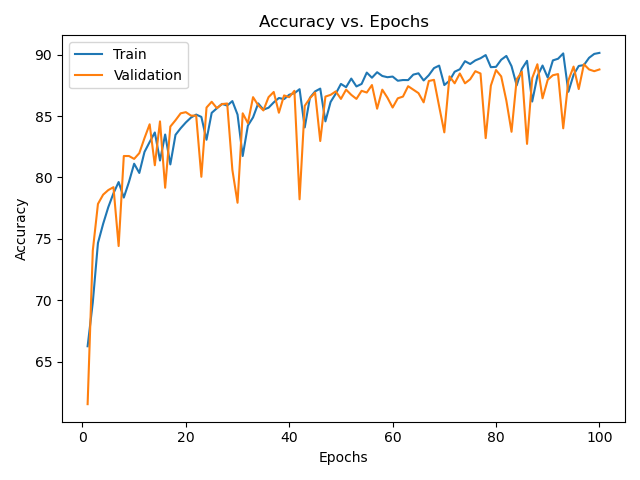 Accuracy vs. Epochs
Train
Validation
90
85
80
75
70
65
Accuracy
0 20 40 60 80 100
Epochs